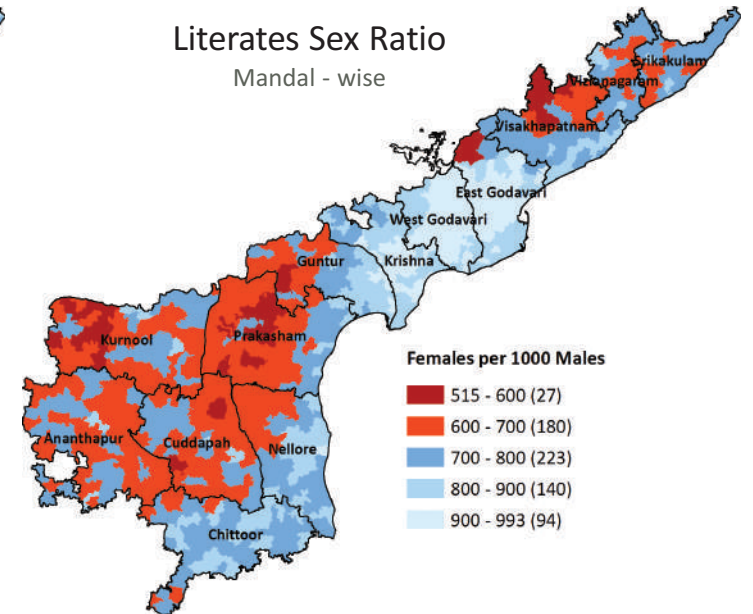 Literates Sex Ratio
Mandal - wise
Srikakulam
Vizianagaram
Visakhapatnam
East Godavari
West Godavari
Krishna
Guntur
Prakasham
Kurnool
Ananthapur
Cuddapah
Nellore
Chittoor
Females per 1000 Males
515 - 600 (27)
600 - 700 (180)
700 - 800 (223)
800 - 900 (140)
900 - 993 (94)